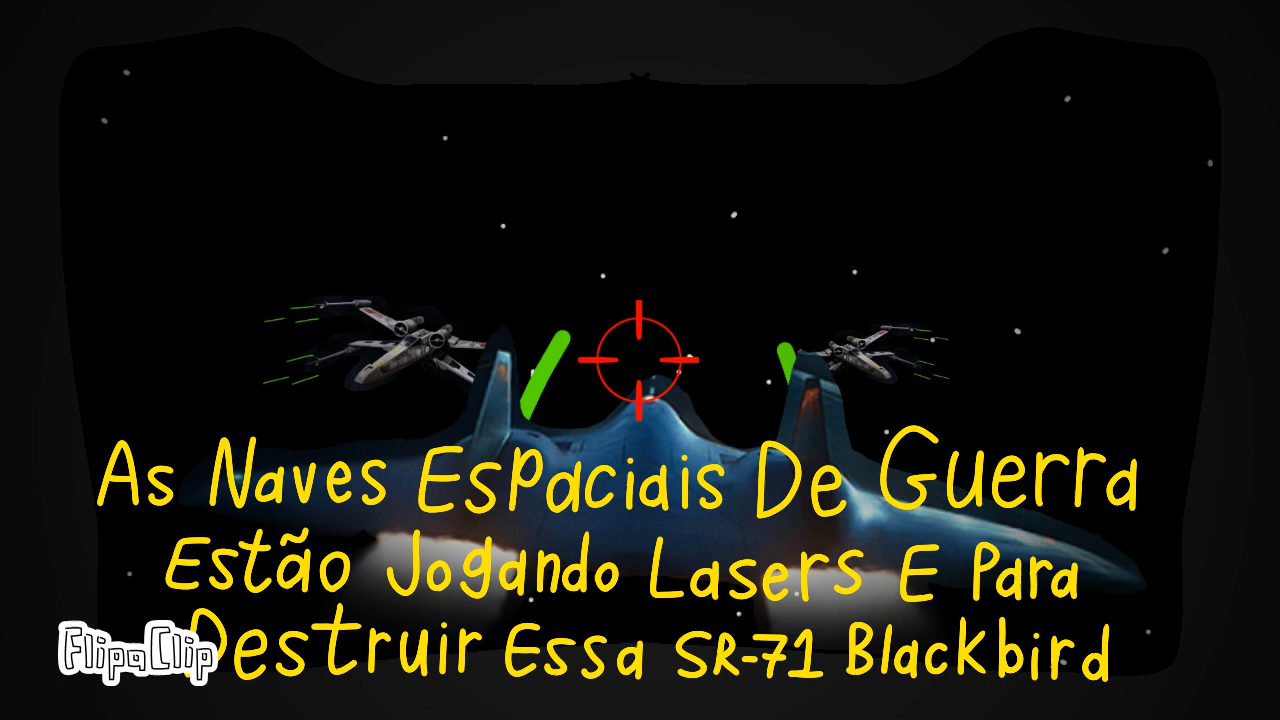 As Naves Espaciais De Guerra
Estão Jogando Lasers E Para
Destruir Essa SR-71 Blackbird
FlipaClip